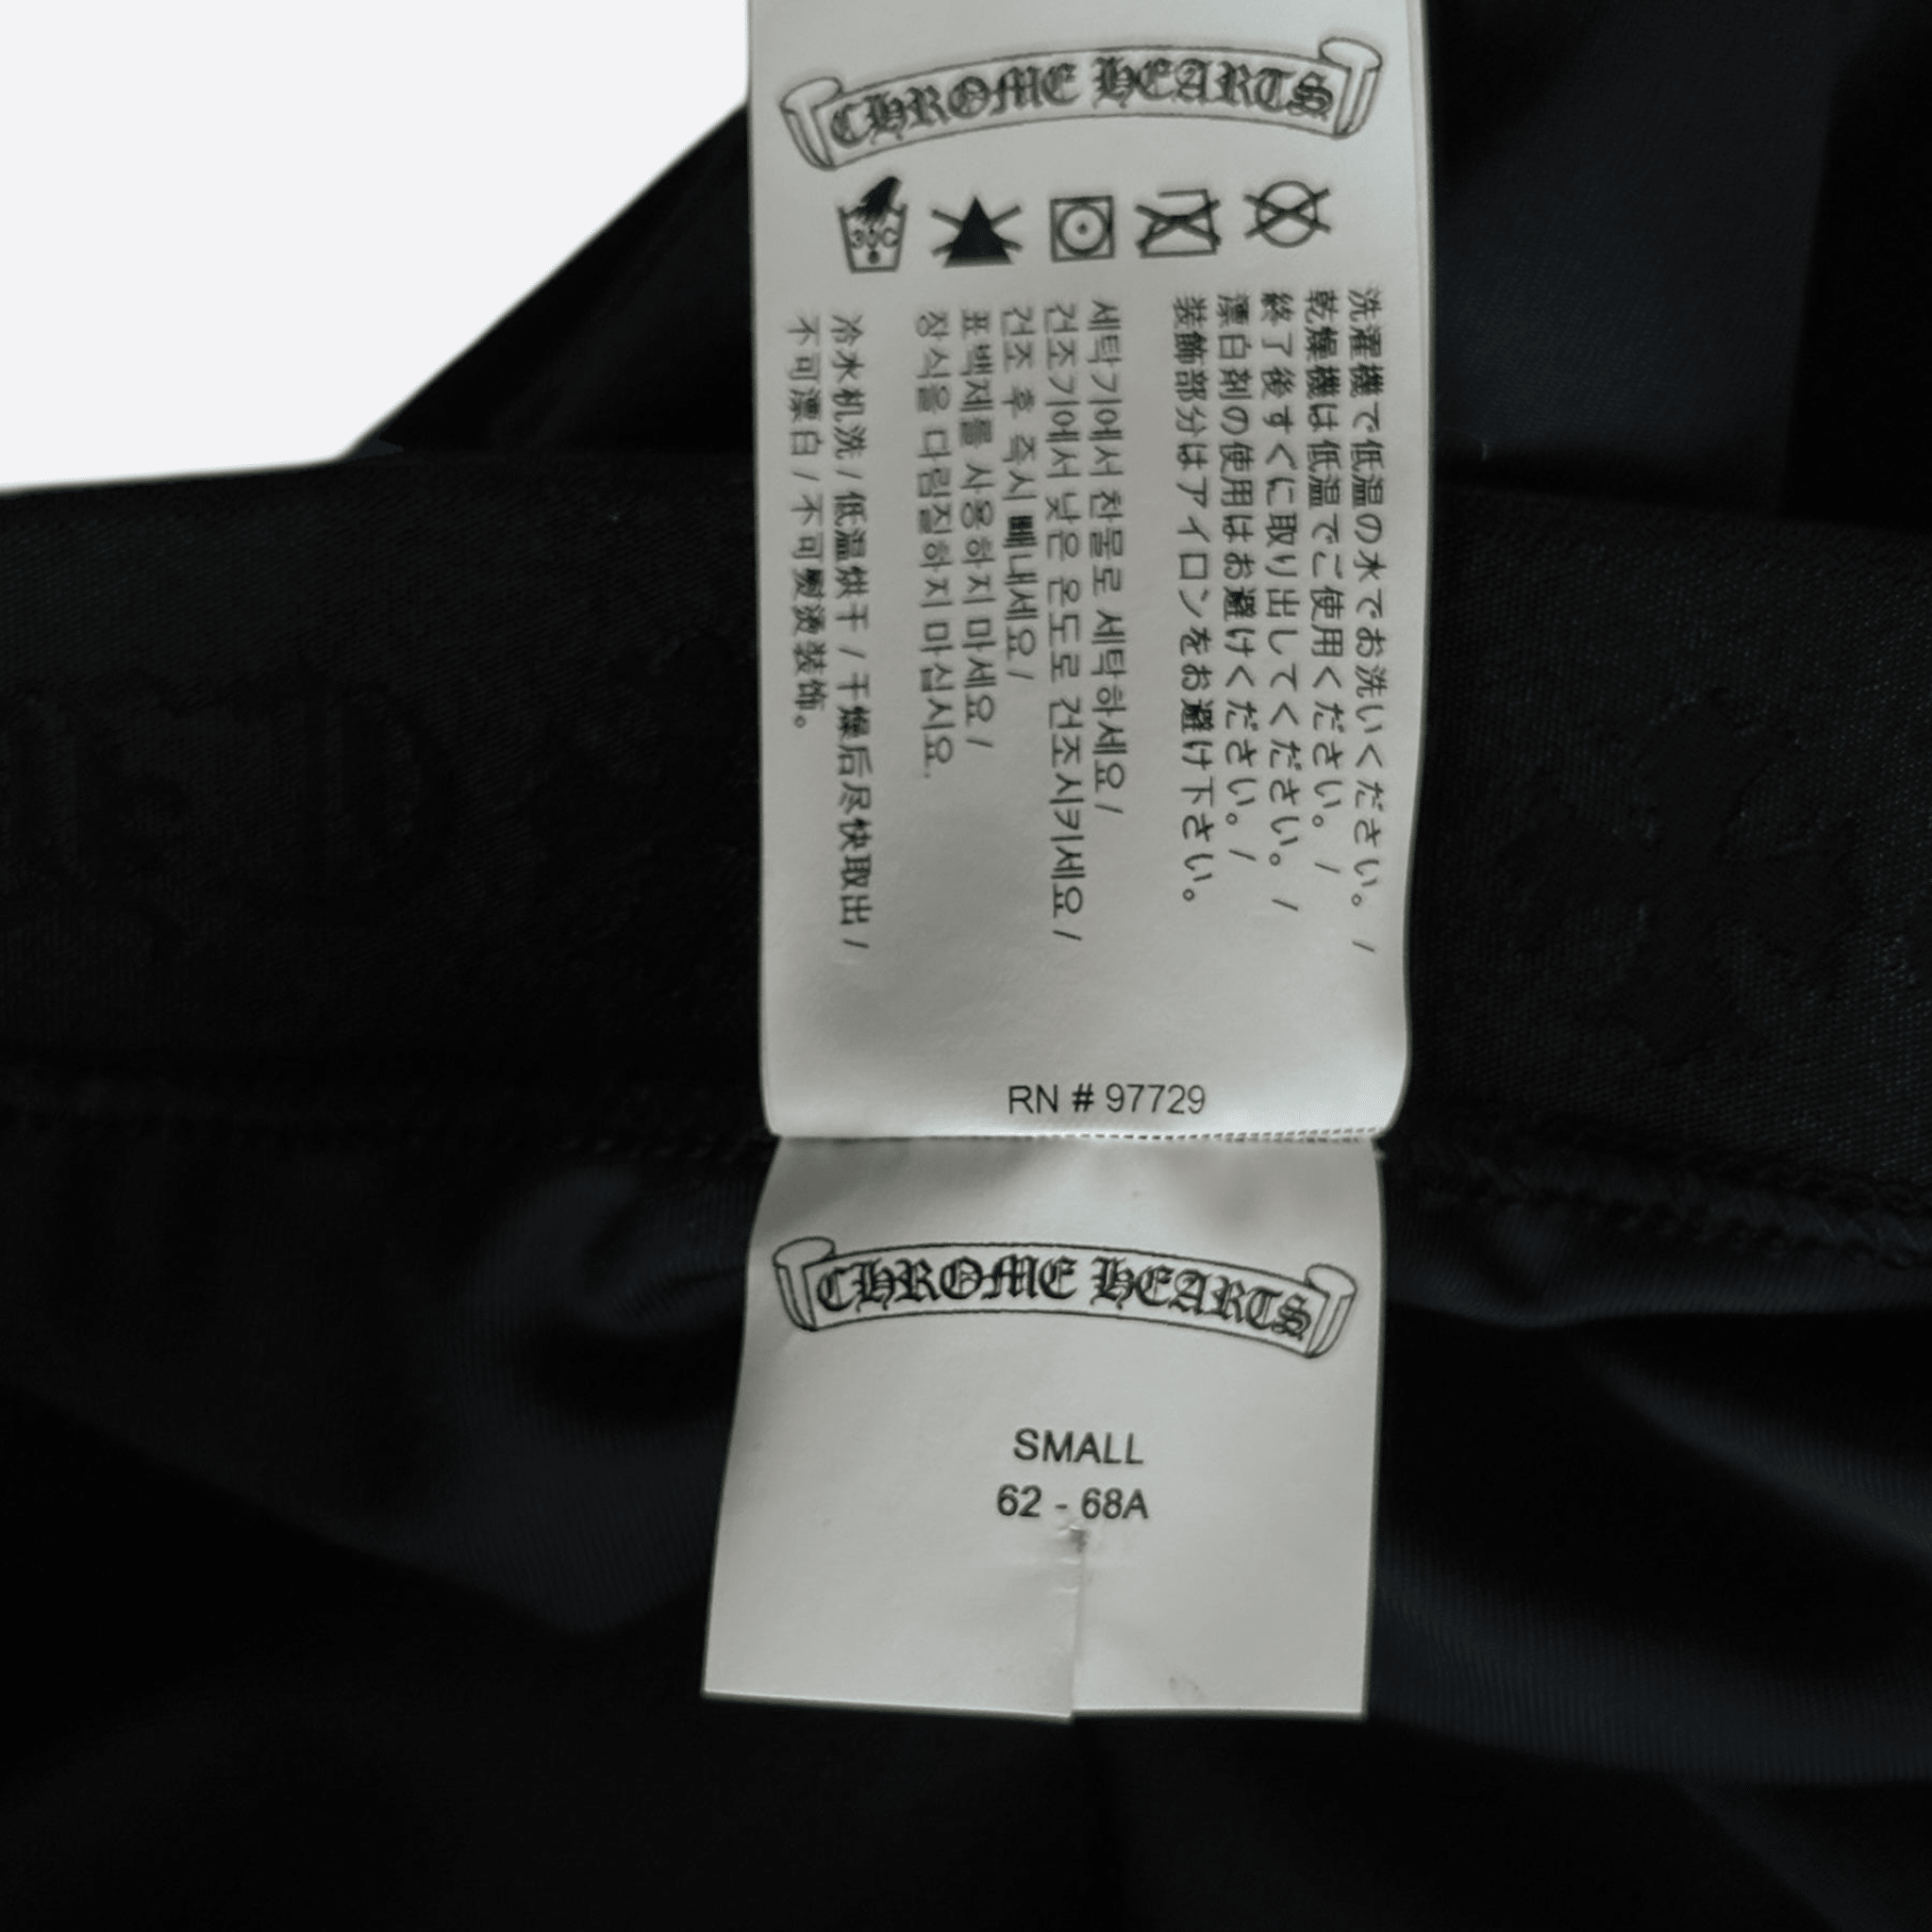 CHROME HEARTS
30°C
洗濯機で低温の水でお洗いください。 /
乾燥機は低温でご使用ください。 /
終了後すぐに取り出してください。 /
漂白剤の使用はお避けください。 /
装飾部分はアイロンをお避け下さい。
세탁기에서 찬물로 세탁하세요 /
건조기에서 낮은 온도로 건조시키세요 /
건조 후 즉시 빼내세요 /
표백제를 사용하지 마세요 /
장식을 다림질하지 마십시요.
冷水机洗 / 低温烘干 / 干燥后尽快取出 /
不可漂白 / 不可熨烫装饰。
RN # 97729
CHROME HEARTS
SMALL
62 - 68A